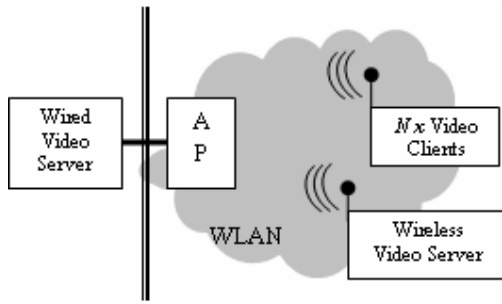 Wired
Video
Server
A
P
N x Video
Clients
WLAN
Wireless
Video Server